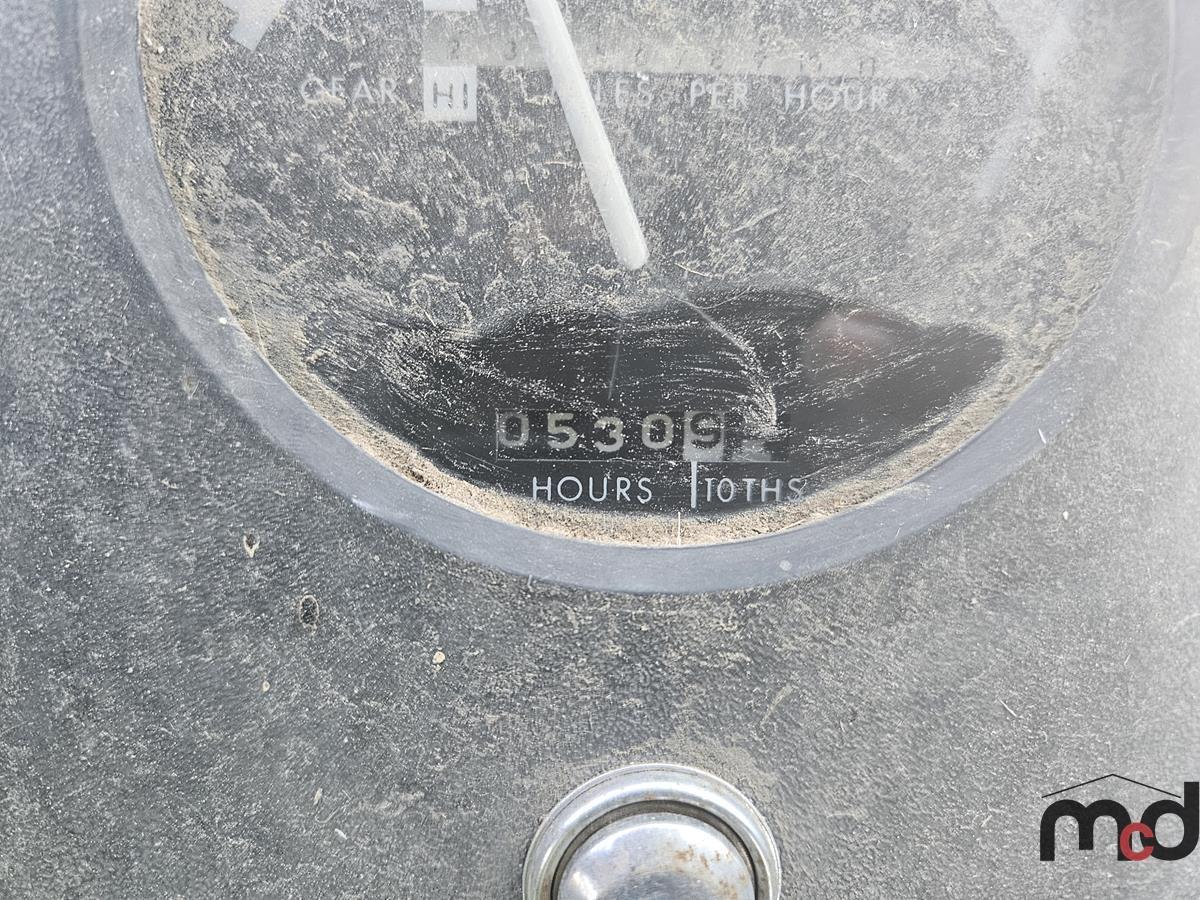 GEAR HI MILES PER HOUR
05309
HOURS 10THS
mcd